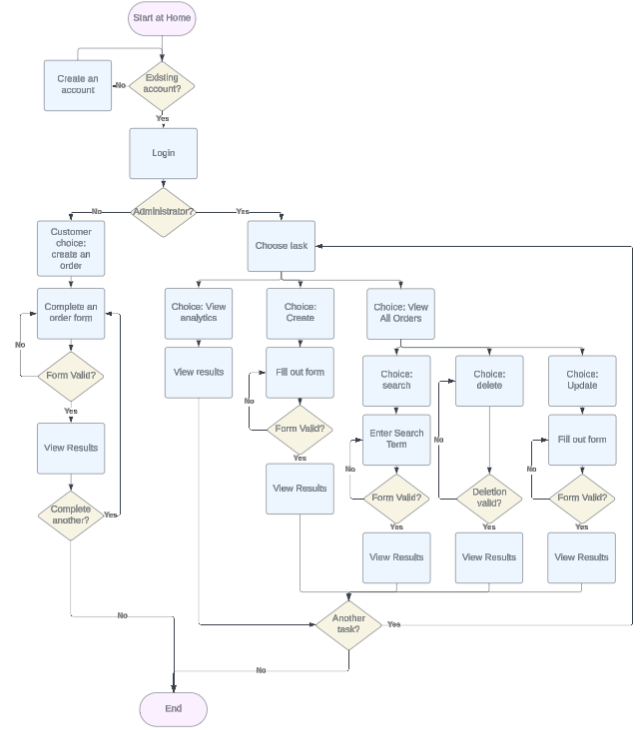 Start at Home
Create an
account
No
Existing
account?
Yes
Login
No
Administrator?
Yes
Customer
choice:
create an
order
Choose task
Complete an
order form
Choice: View
analytics
Choice:
Create
Choice: View
All Orders
No
Form Valid?
View results
Fill out form
Choice:
search
Choice:
delete
Choice:
Update
Yes
No
Form Valid?
Enter Search
Term
No
Fill out form
View Results
Yes
No
No
View Results
Form Valid?
Deletion
valid?
Form Valid?
Complete
another?
Yes
Yes
Yes
Yes
View Results
View Results
View Results
No
Another
task?
Yes
No
End